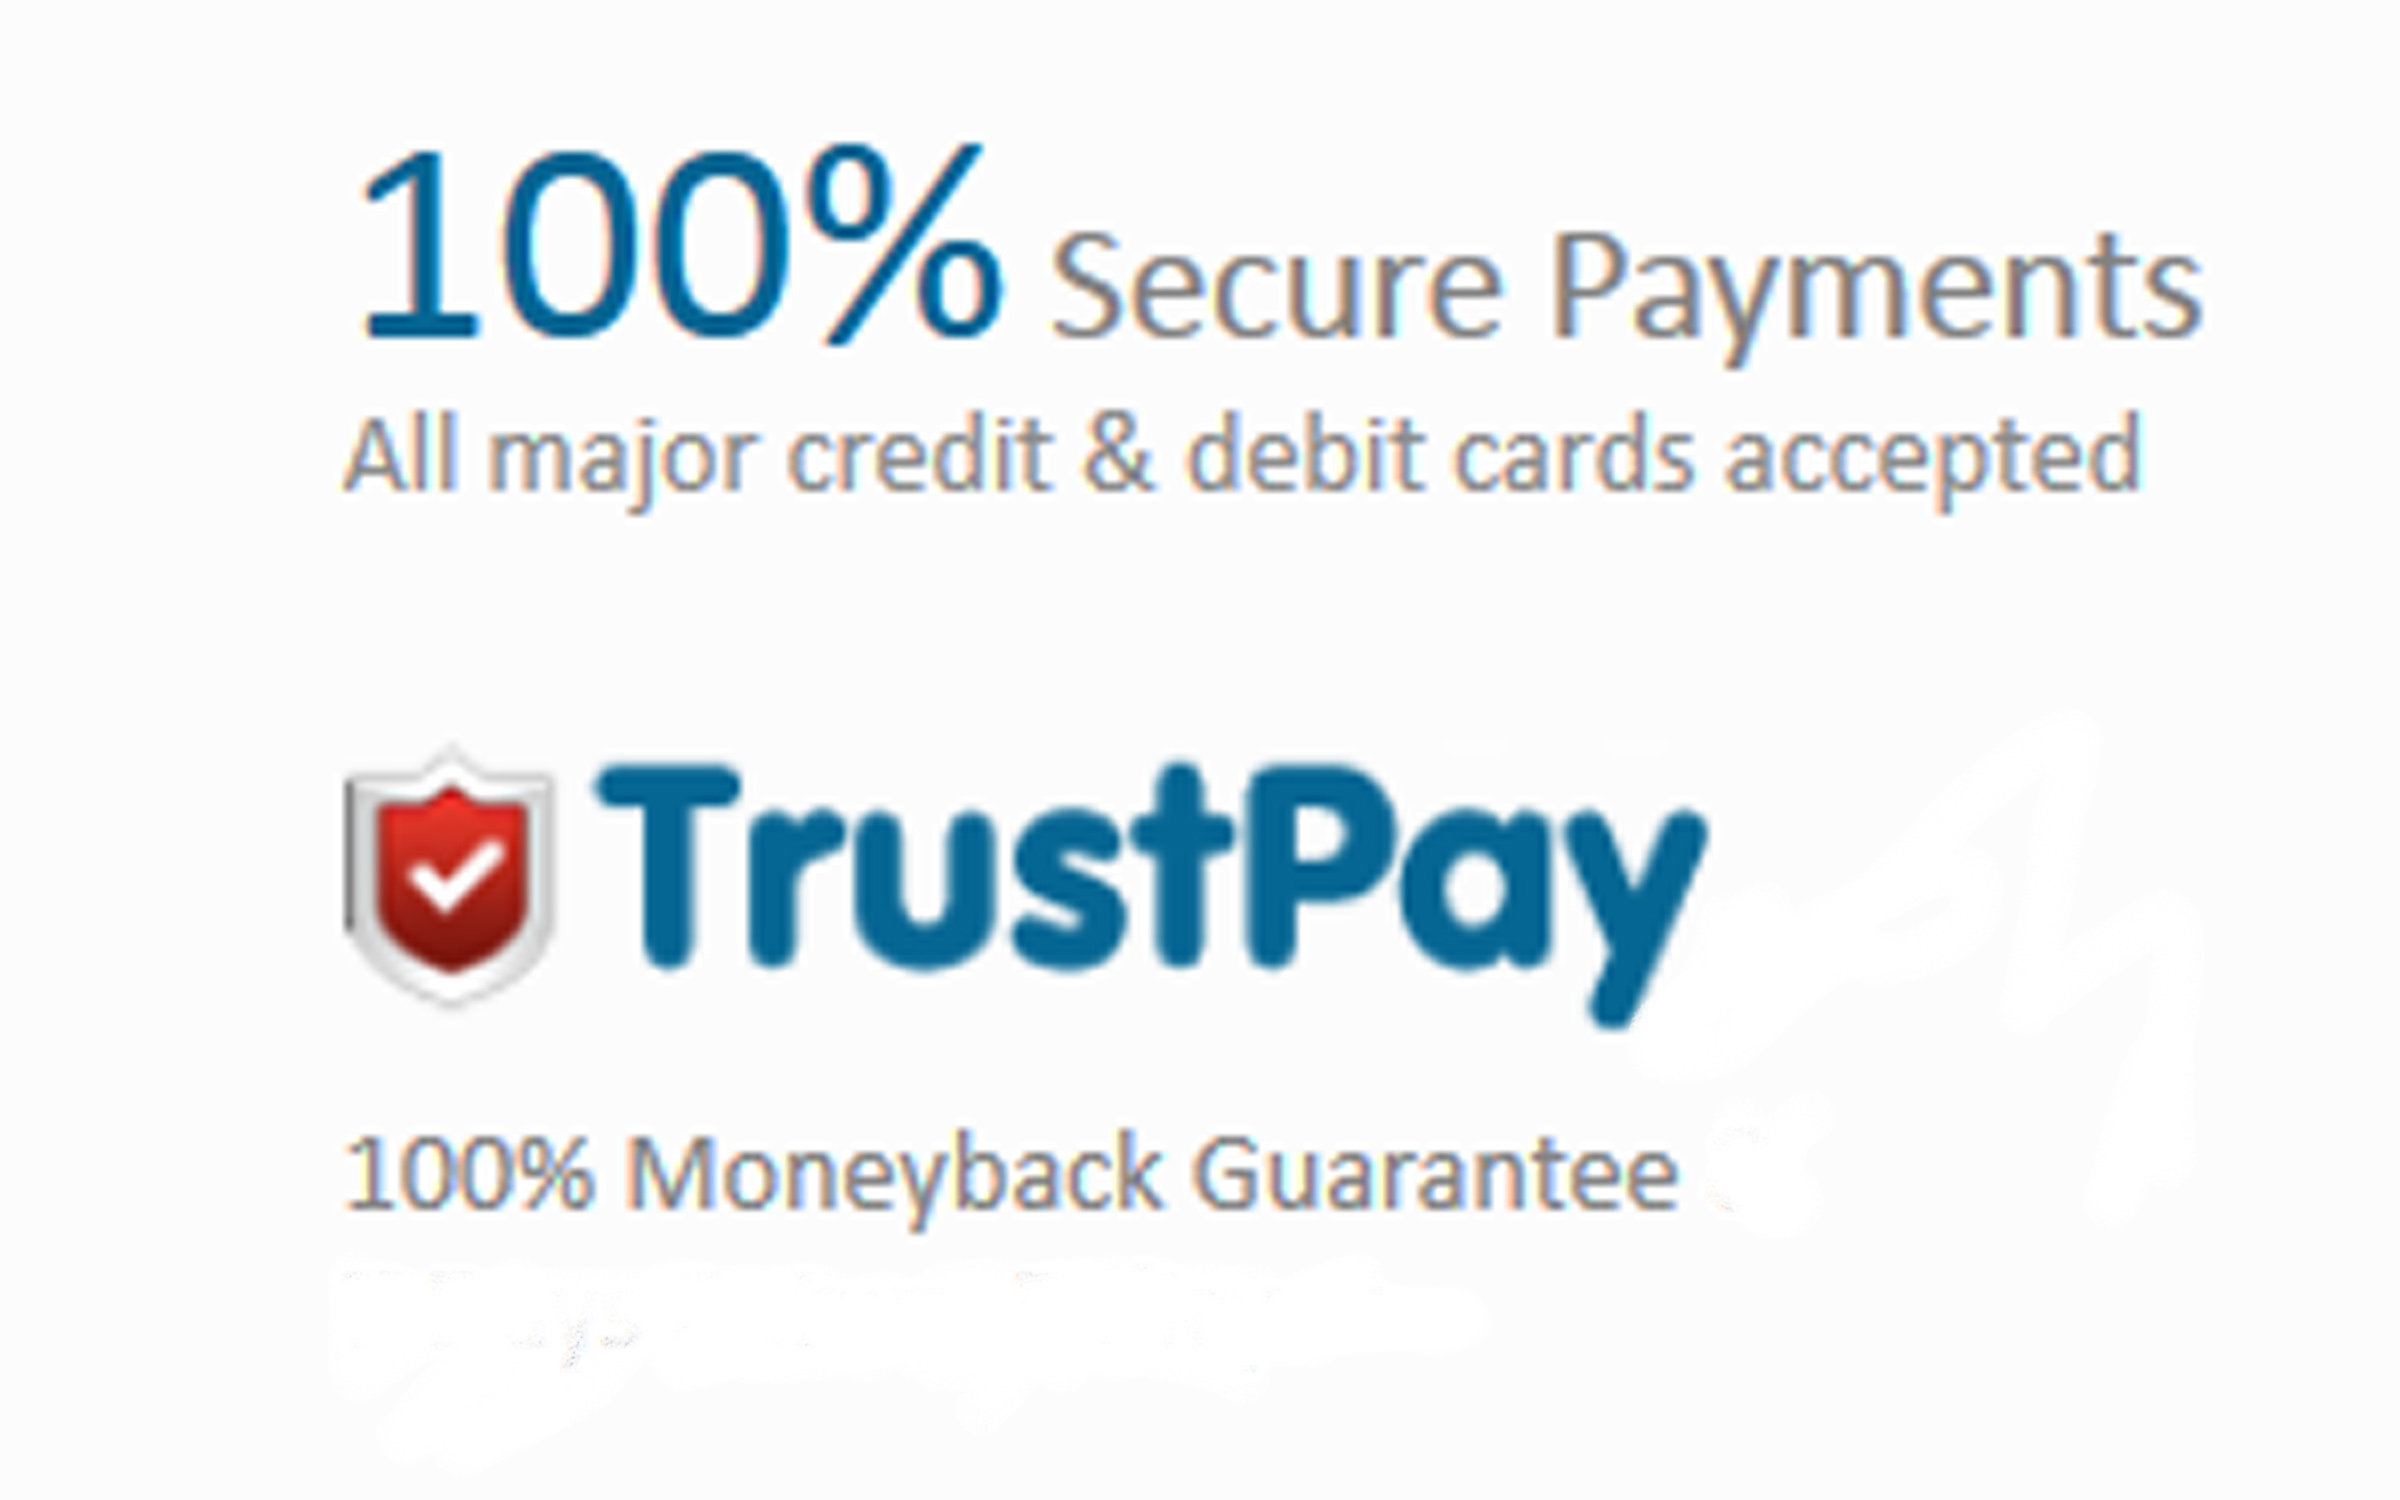 100% Secure Payments
All major credit & debit cards accepted
TrustPay
100% Moneyback Guarantee